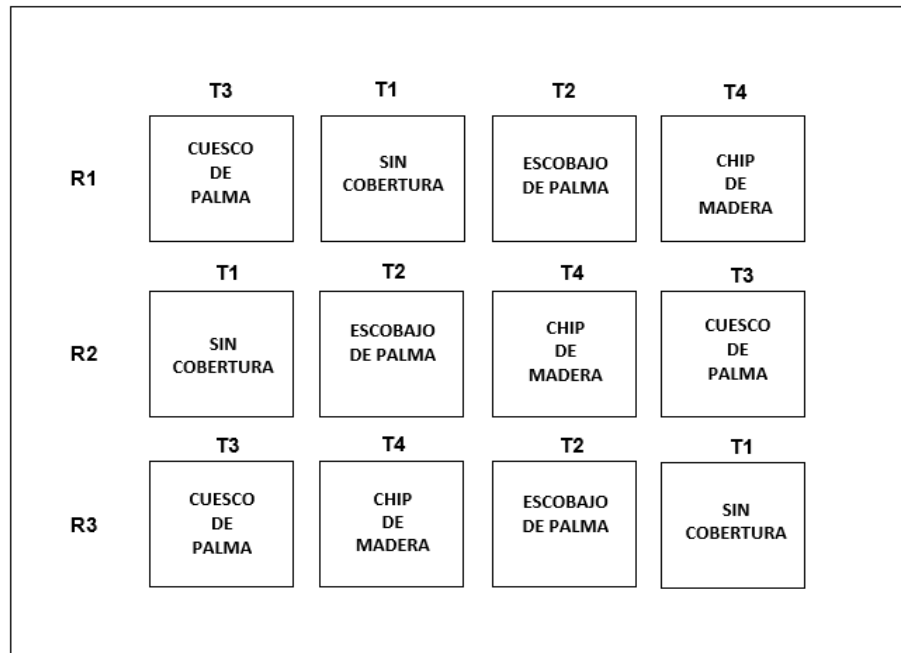 T3 T1 T2 T4
R1
CUESCO
DE
PALMA
SIN
COBERTURA
ESCOBAJO
DE PALMA
CHIP
DE
MADERA
T1 T2 T4 T3
R2
SIN
COBERTURA
ESCOBAJO
DE PALMA
CHIP
DE
MADERA
CUESCO
DE
PALMA
T3 T4 T2 T1
R3
CUESCO
DE
PALMA
CHIP
DE
MADERA
ESCOBAJO
DE PALMA
SIN
COBERTURA